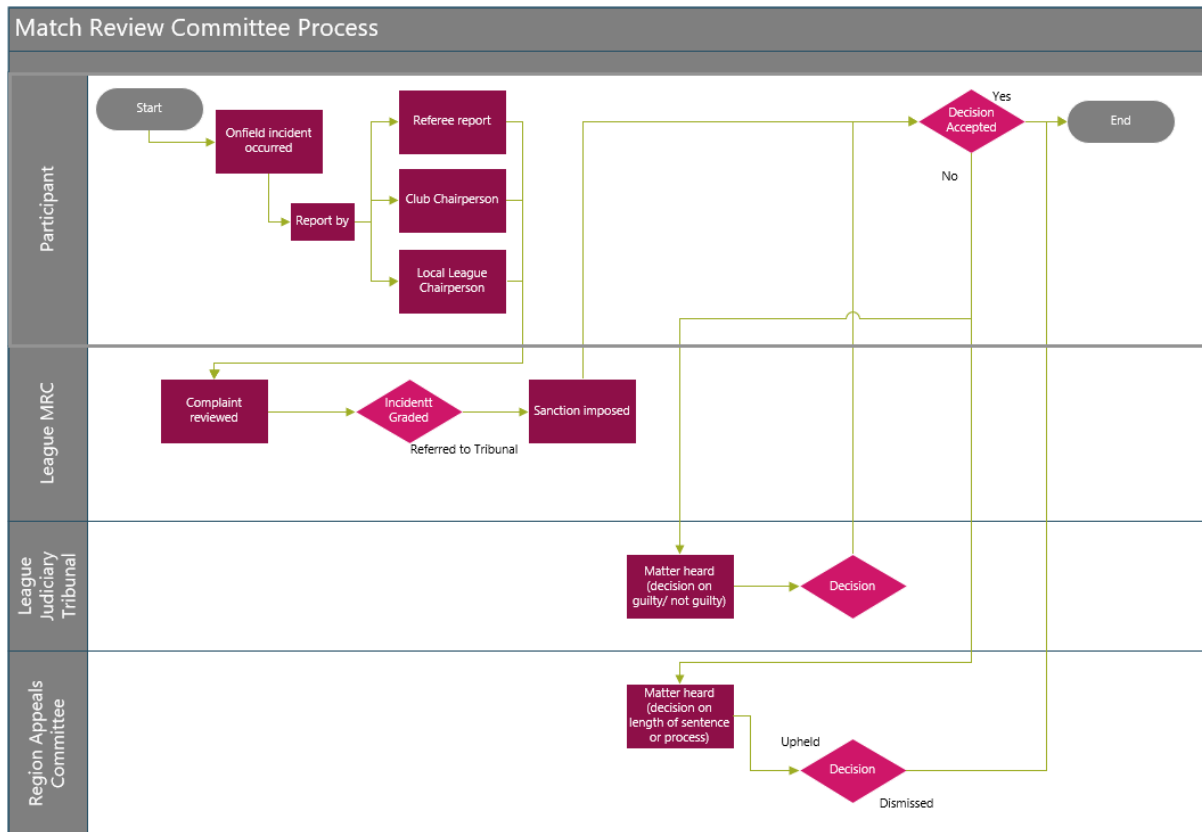 Match Review Committee Process
Participant
Start
Onfield incident
occurred
Report by
Referee report
Club Chairperson
Local League
Chairperson
Decision
Accepted
Yes
No
End
League MRC
Complaint
reviewed
Incidentt
Graded
Referred to Tribunal
Sanction imposed
League
Judiciary
Tribunal
Matter heard
(decision on
guilty/ not guilty)
Decision
Region Appeals
Committee
Matter heard
(decision on
length of sentence
or process)
Upheld
Decision
Dismissed